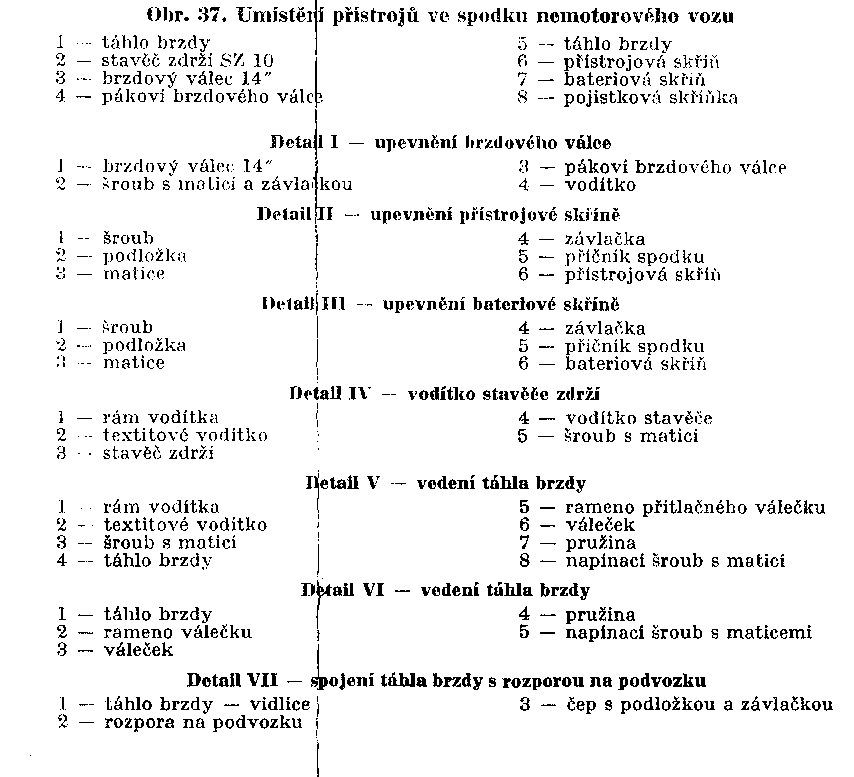 Obr. 37. Umístění přístrojů ve spodku nemotorového vozu
1 — táhlo brzdy
2 — stavěč zdrží SZ 10
3 — brzdový válec 14″
4 — pákoví brzdového válce
5 — táhlo brzdy
6 — přístrojová skříň
7 — bateriová skříň
8 — pojistková skříňka
Detail I — upevnění brzdového válce
1 — brzdový válec 14″
2 — šroub s maticí a závlačkou
3 — pákoví brzdového válce
4 — vodítko
Detail II — upevnění přístrojové skříně
1 — šroub
2 — podložka
3 — matice
4 — závlačka
5 — příčník spodku
6 — přístrojová skříň
Detail III — upevnění bateriové skříně
1 — šroub
2 — podložka
3 — matice
4 — závlačka
5 — příčník spodku
6 — bateriová skříň
Detail IV — vodítko stavěče zdrží
1 — rám vodítka
2 — textitové vodítko
3 — stavěč zdrží
4 — vodítko stavěče
5 — šroub s maticí
Detail V — vedení táhla brzdy
1 — rám vodítka
2 — textitové vodítko
3 — šroub s maticí
4 — táhlo brzdy
5 — rameno přítlačného válečku
6 — váleček
7 — pružina
8 — napínací šroub s maticí
Detail VI — vedení táhla brzdy
1 — táhlo brzdy
2 — rameno válečku
3 — váleček
4 — pružina
5 — napínací šroub s maticemi
Detail VII — spojení táhla brzdy s rozporou na podvozku
1 — táhlo brzdy — vidlice
2 — rozpora na podvozku
3 — čep s podložkou a závlačkou